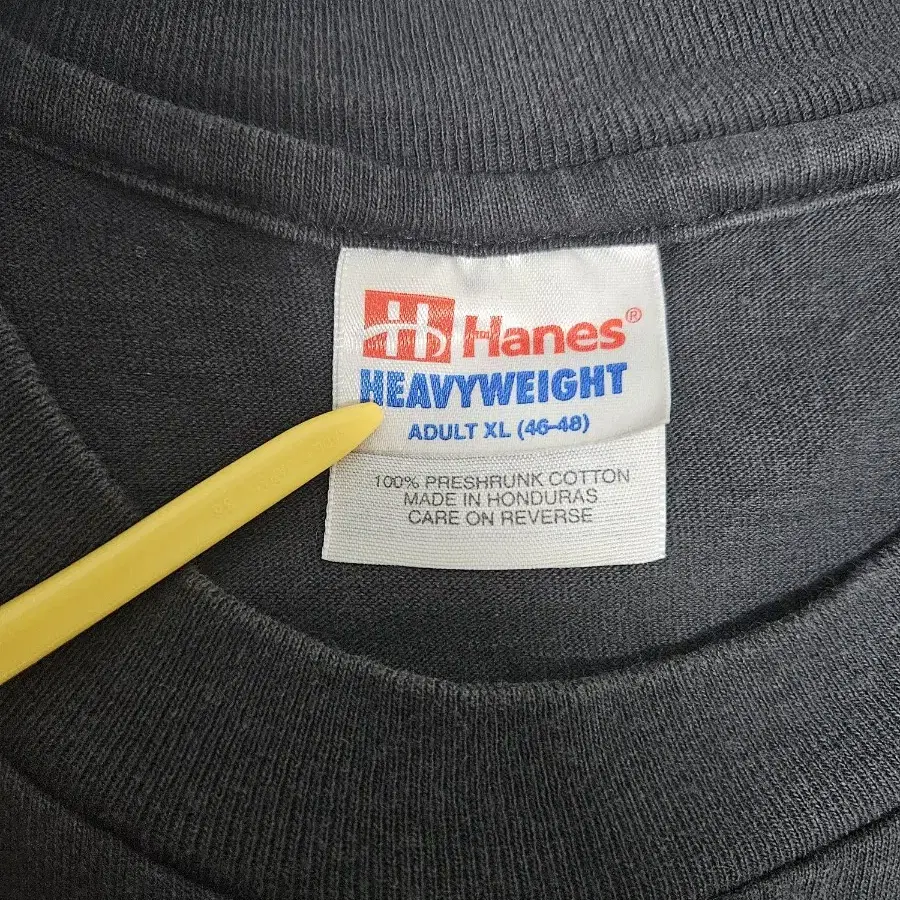 H Hanes®
HEAVYWEIGHT
ADULT XL (46-48)
100% PRESHRUNK COTTON
MADE IN HONDURAS
CARE ON REVERSE